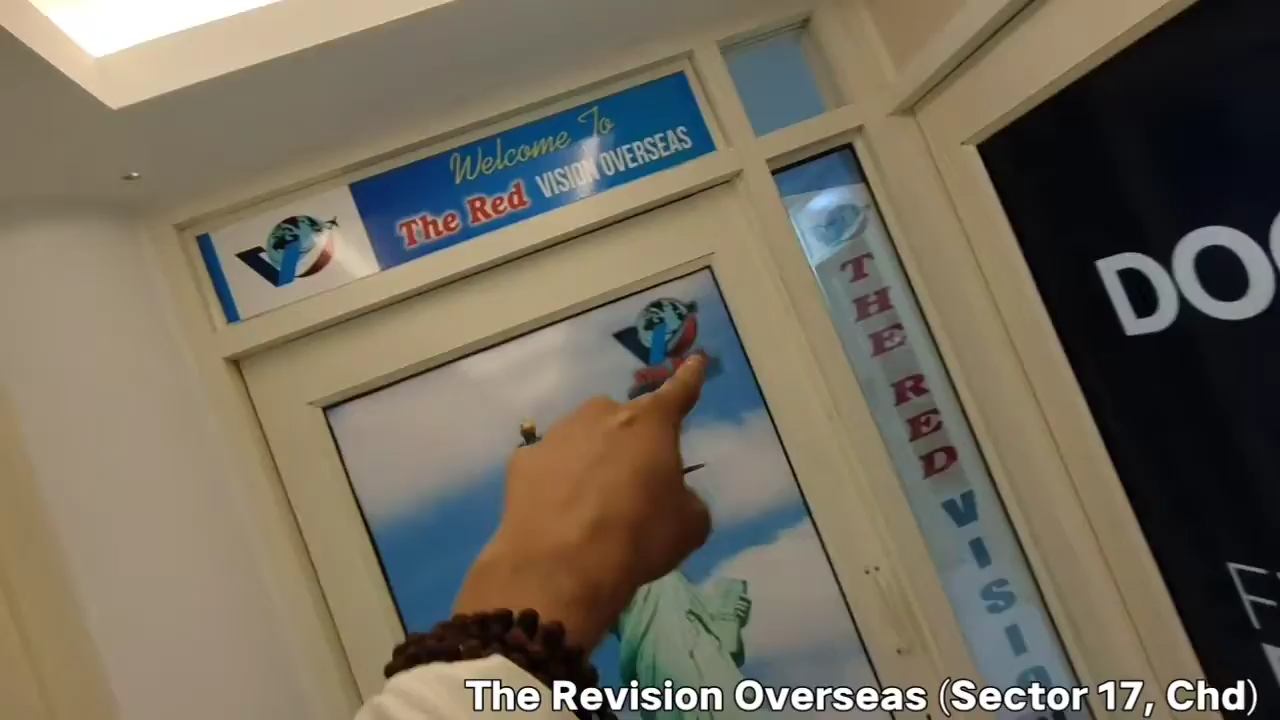 Welcome To
The Red VISION OVERSEAS
THE RED VISIO
DO
The Revision Overseas (Sector 17, Chd)